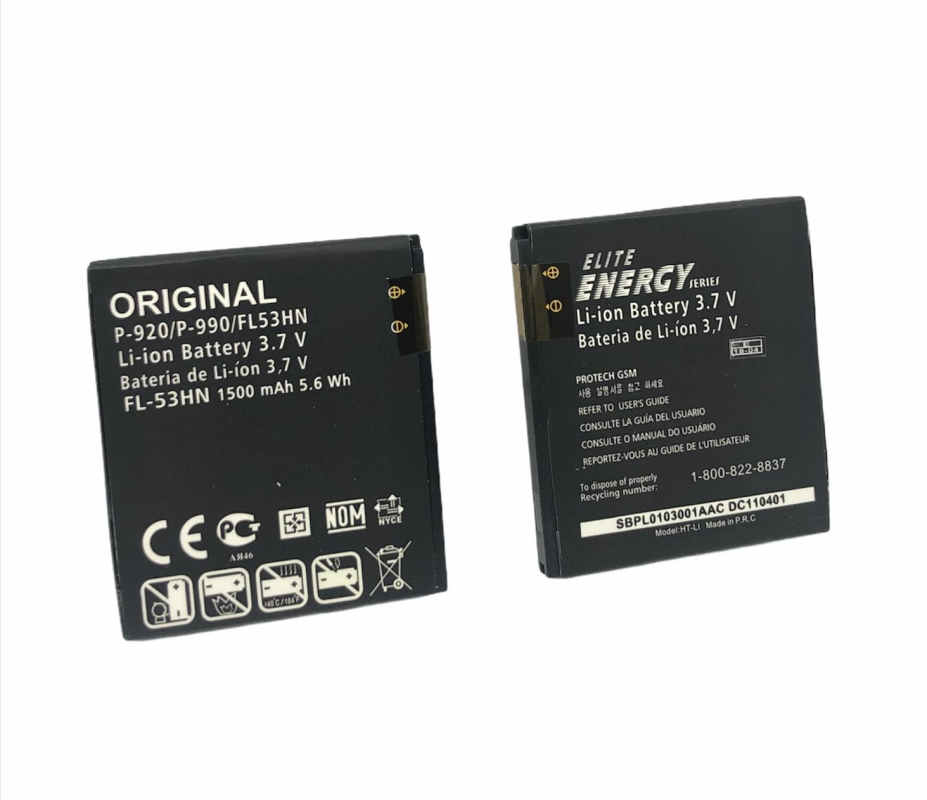 ORIGINAL
P-920/P-990/FL53HN
Li-ion Battery 3.7 V
Bateria de Li-íon 3,7 V
FL-53HN 1500 mAh 5.6 Wh
CE
PCT
NOM
NYCE
АЯ46
>40°C / 104°F
ELITE
ENERGY SERIES
Li-ion Battery 3.7 V
Bateria de Li-íon 3,7 V
PROTECH GSM
사용 설명서를 참고 하세요
REFER TO USER'S GUIDE
CONSULTE LA GUÍA DEL USUARIO
CONSULTE O MANUAL DO USUÁRIO
REPORTEZ-VOUS AU GUIDE DE L'UTILISATEUR
To dispose of properly
Recycling number:
1-800-822-8837
SBPL0103001AAC DC110401
Model:HT-LI Made in P.R.C